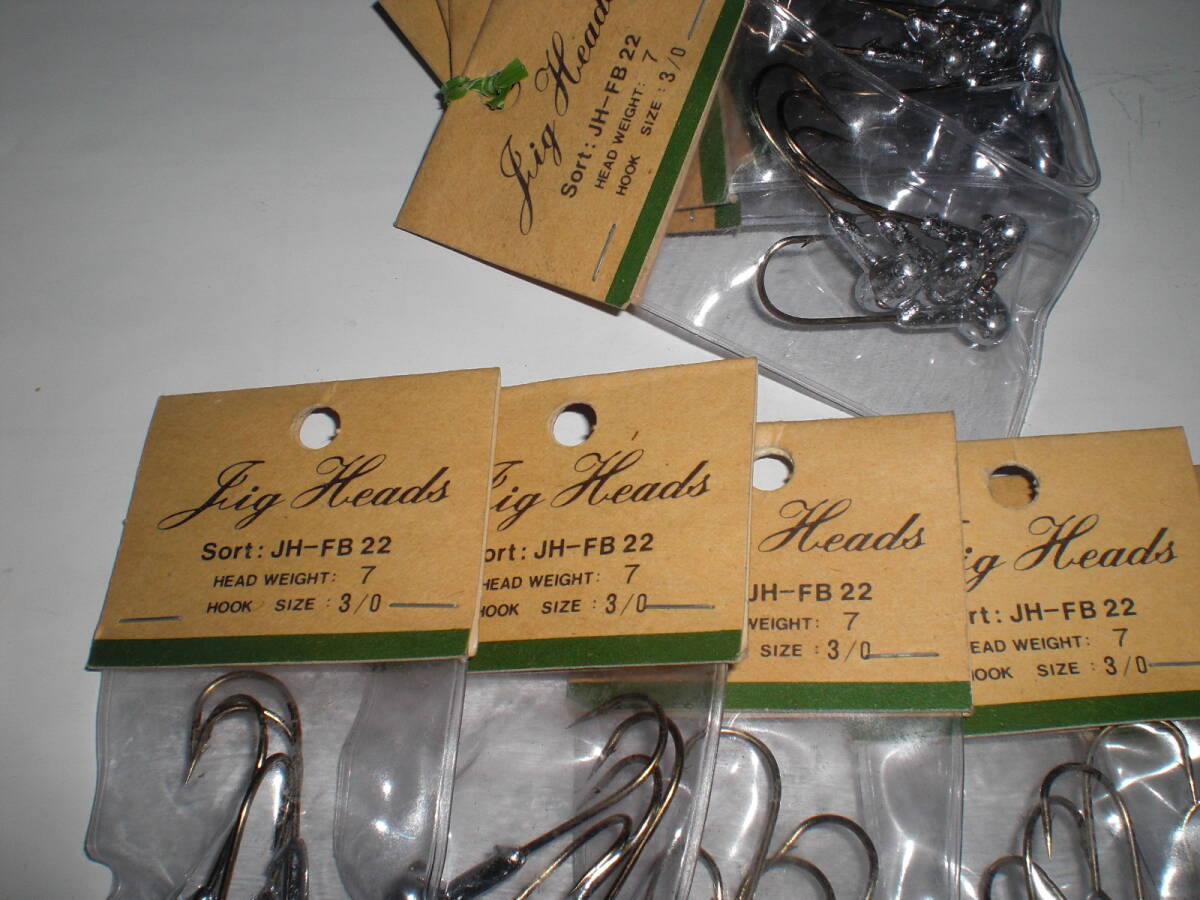 Jig Heads
Sort: JH-FB 22
HEAD WEIGHT: 7
HOOK SIZE : 3/0
Jig Heads
Sort: JH-FB 22
HEAD WEIGHT: 7
HOOK SIZE : 3/0
ig Heads
ort: JH-FB 22
HEAD WEIGHT: 7
HOOK SIZE : 3/0
Heads
JH-FB 22
WEIGHT: 7
SIZE : 3/0
ig Heads
rt: JH-FB 22
EAD WEIGHT: 7
HOOK SIZE : 3/0